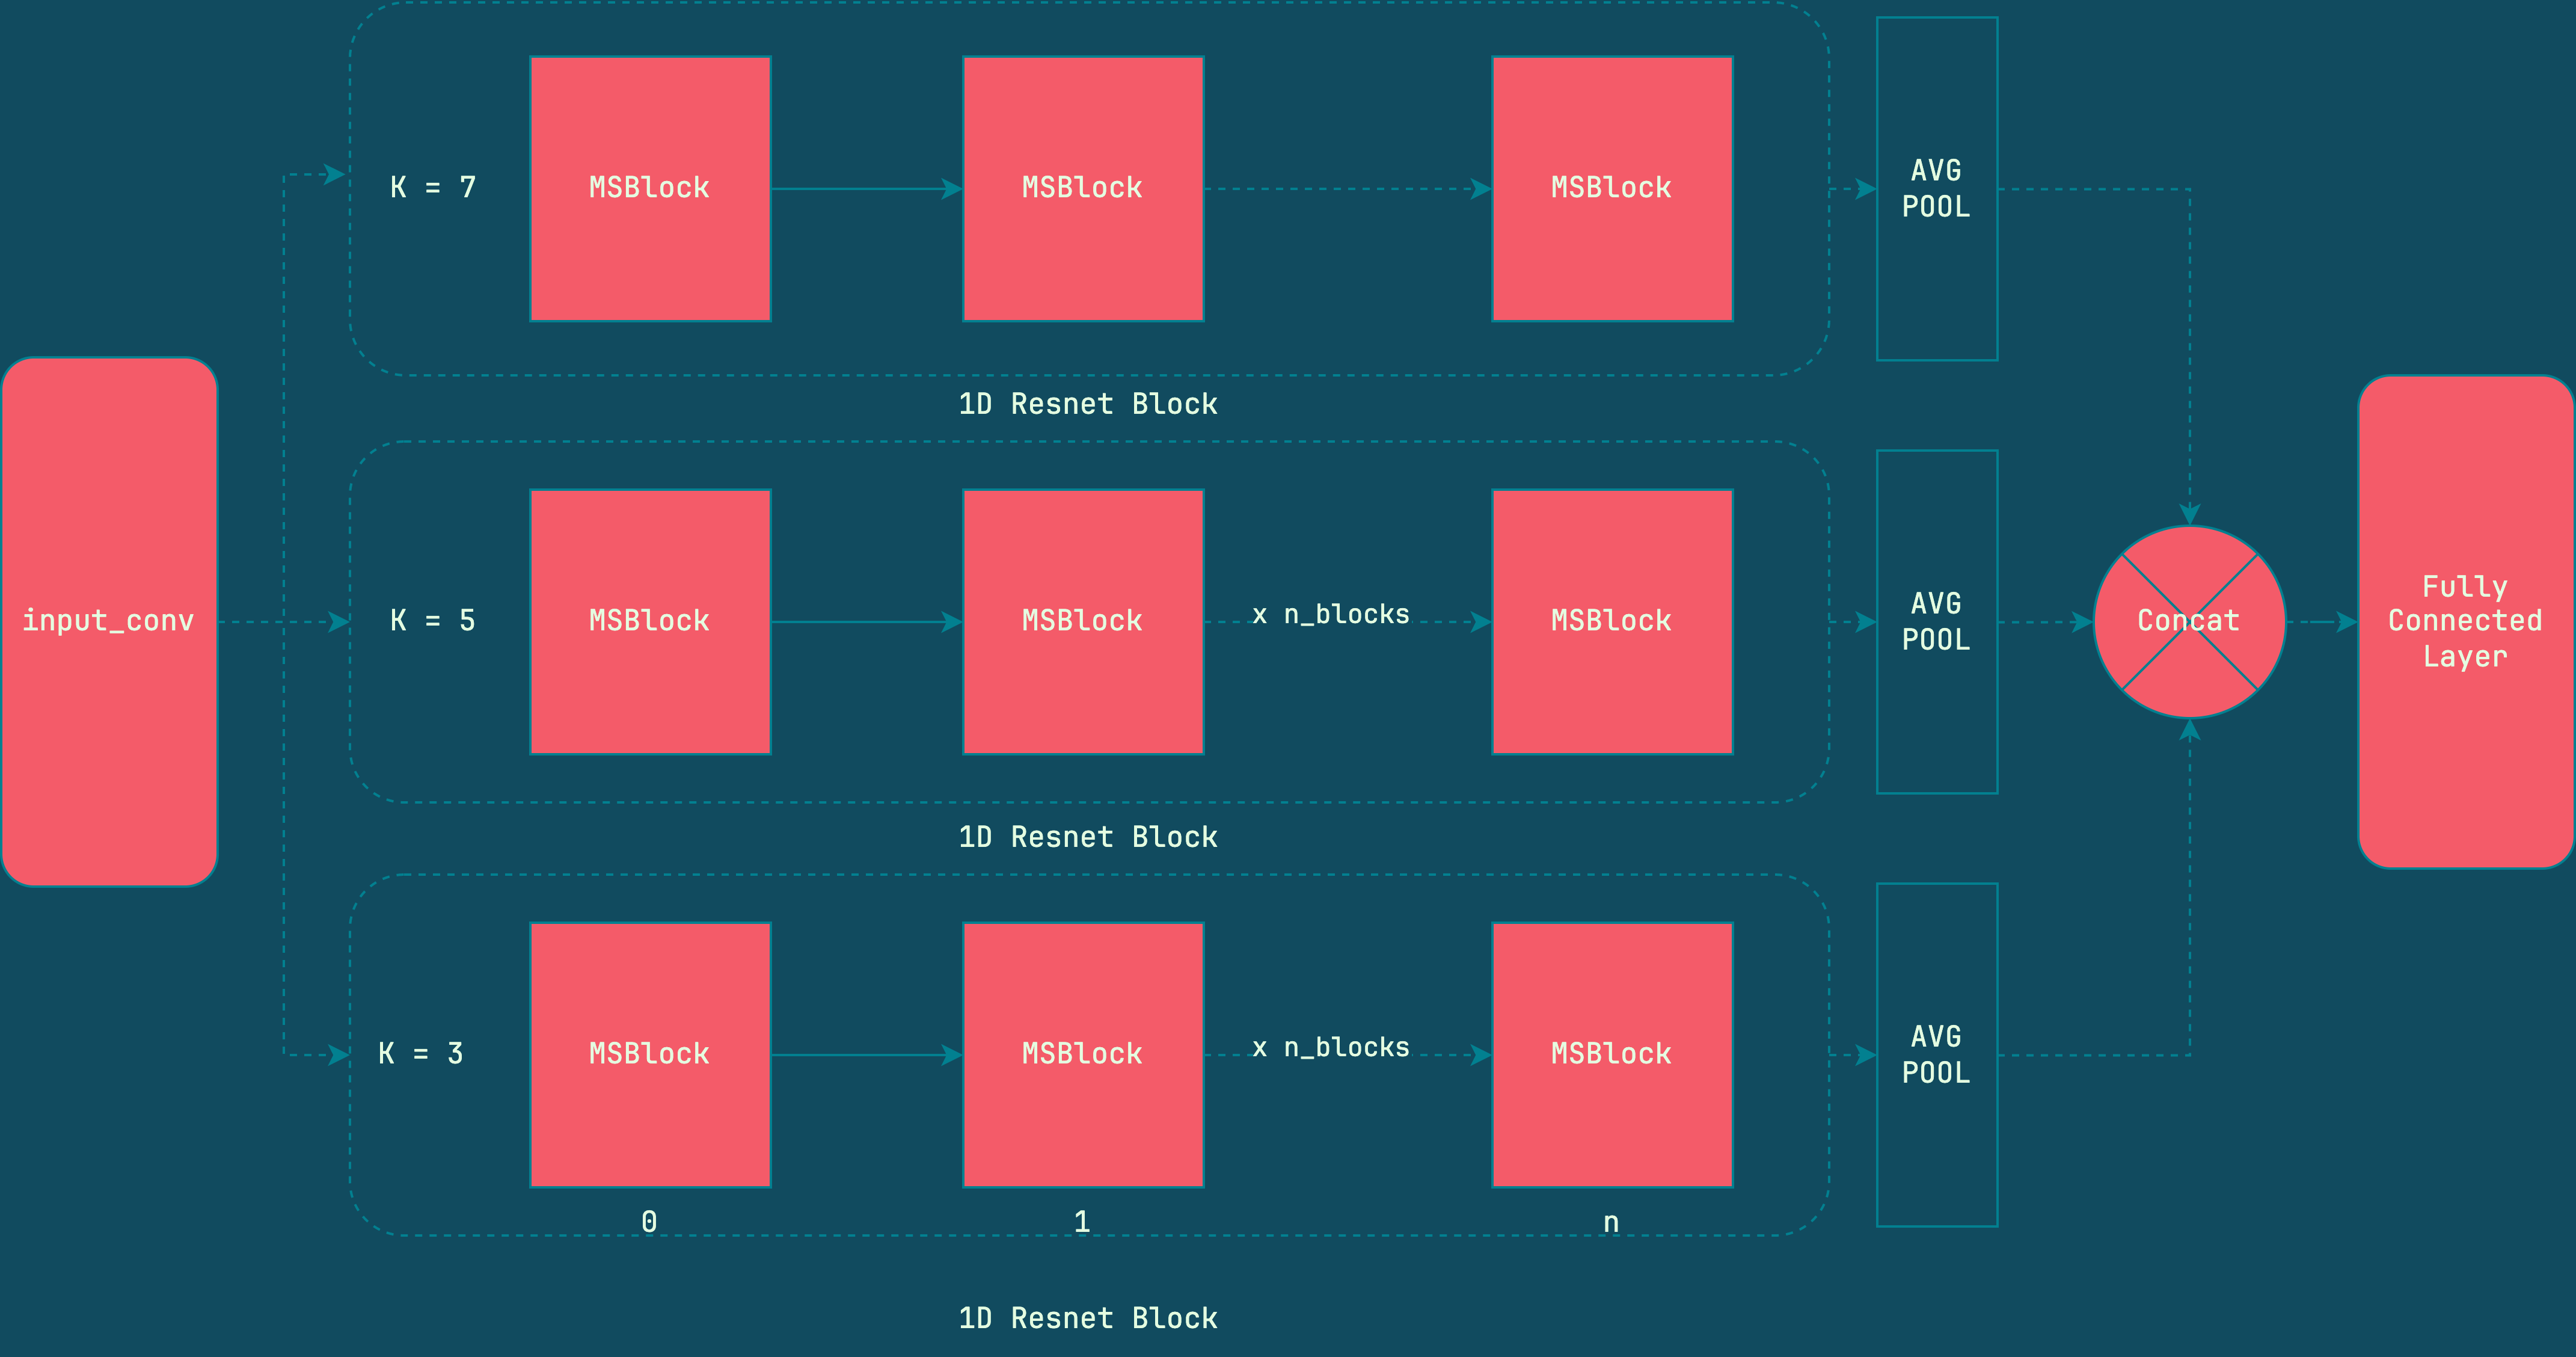 K = 7
MSBlock
MSBlock
MSBlock
AVG
POOL
1D Resnet Block
input_conv
K = 5
MSBlock
MSBlock
x n_blocks
MSBlock
AVG
POOL
Concat
Fully
Connected
Layer
1D Resnet Block
K = 3
MSBlock
MSBlock
x n_blocks
MSBlock
AVG
POOL
0
1
n
1D Resnet Block